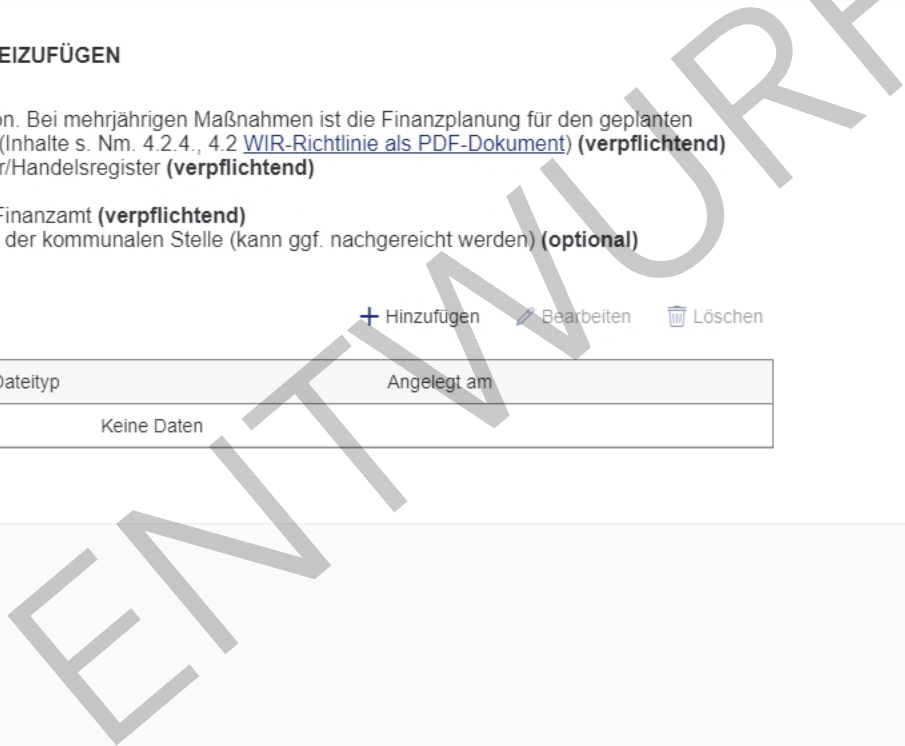 EIZUFÜGEN
on. Bei mehrjährigen Maßnahmen ist die Finanzplanung für den geplanten
(Inhalte s. Nm. 4.2.4., 4.2 WIR-Richtlinie als PDF-Dokument) (verpflichtend)
r/Handelsregister (verpflichtend)
Finanzamt (verpflichtend)
der kommunalen Stelle (kann ggf. nachgereicht werden) (optional)
+ Hinzufügen Bearbeiten Löschen
Dateityp Angelegt am
Keine Daten
ENTWURF